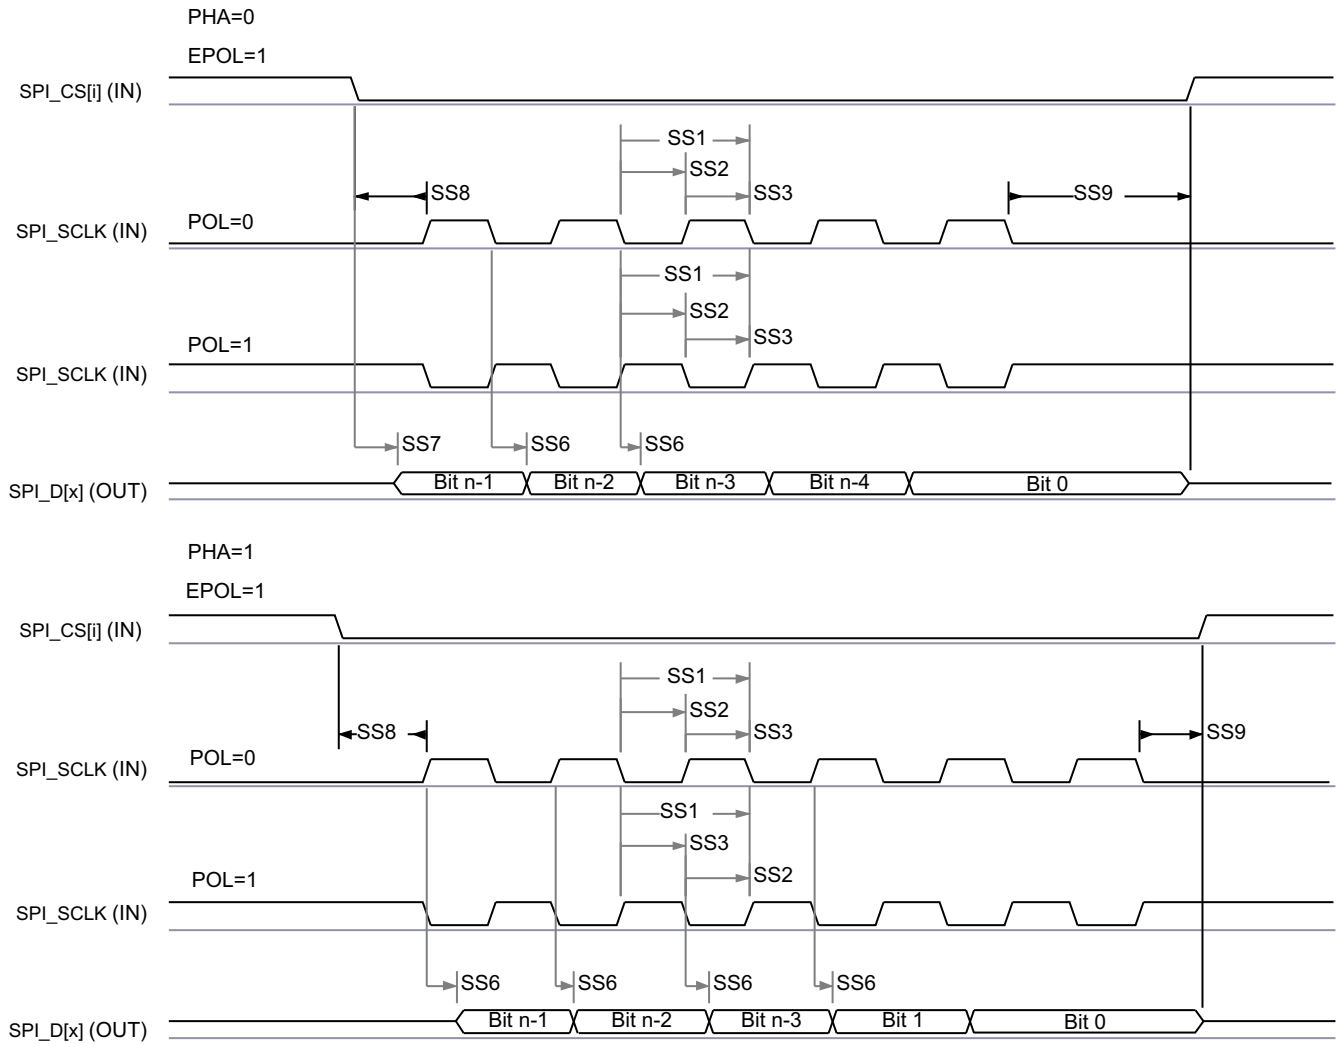 PHA=0
EPOL=1
SPI_CS[i] (IN)
SS1
SS2
SS8
SS3
SS9
POL=0
SPI_SCLK (IN)
SS1
SS2
SS3
POL=1
SPI_SCLK (IN)
SS7
SS6
SS6
SPI_D[x] (OUT)
Bit n-1
Bit n-2
Bit n-3
Bit n-4
Bit 0
PHA=1
EPOL=1
SPI_CS[i] (IN)
SS1
SS2
SS8
SS3
SS9
POL=0
SPI_SCLK (IN)
SS1
SS3
SS2
POL=1
SPI_SCLK (IN)
SS6
SS6
SS6
SS6
SPI_D[x] (OUT)
Bit n-1
Bit n-2
Bit n-3
Bit 1
Bit 0